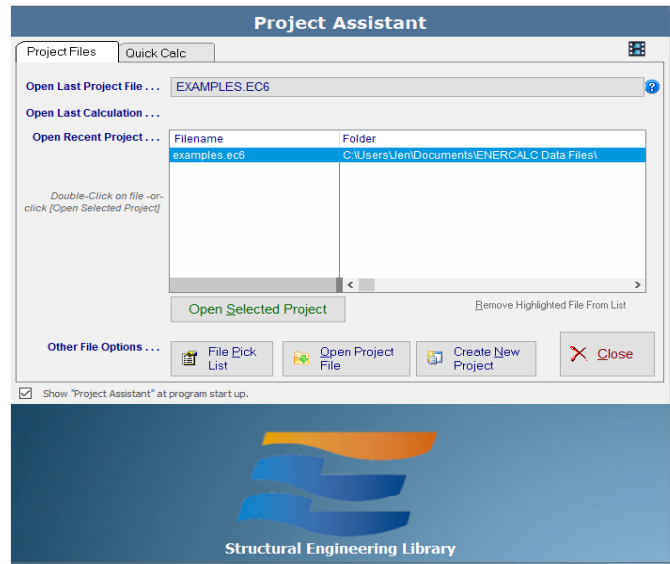 Project Assistant
Project Files
Quick Calc
Open Last Project File . . .
EXAMPLES.EC6
?
Open Last Calculation . . .
Open Recent Project . . .
Filename
Folder
examples.ec6
C:\Users\Jen\Documents\ENERCALC Data Files\
Double-Click on file -or-
click [Open Selected Project]
Open Selected Project
Remove Highlighted File From List
Other File Options . . .
File Pick
List
Open Project
File
Create New
Project
Close
Show "Project Assistant" at program start up.
Structural Engineering Library